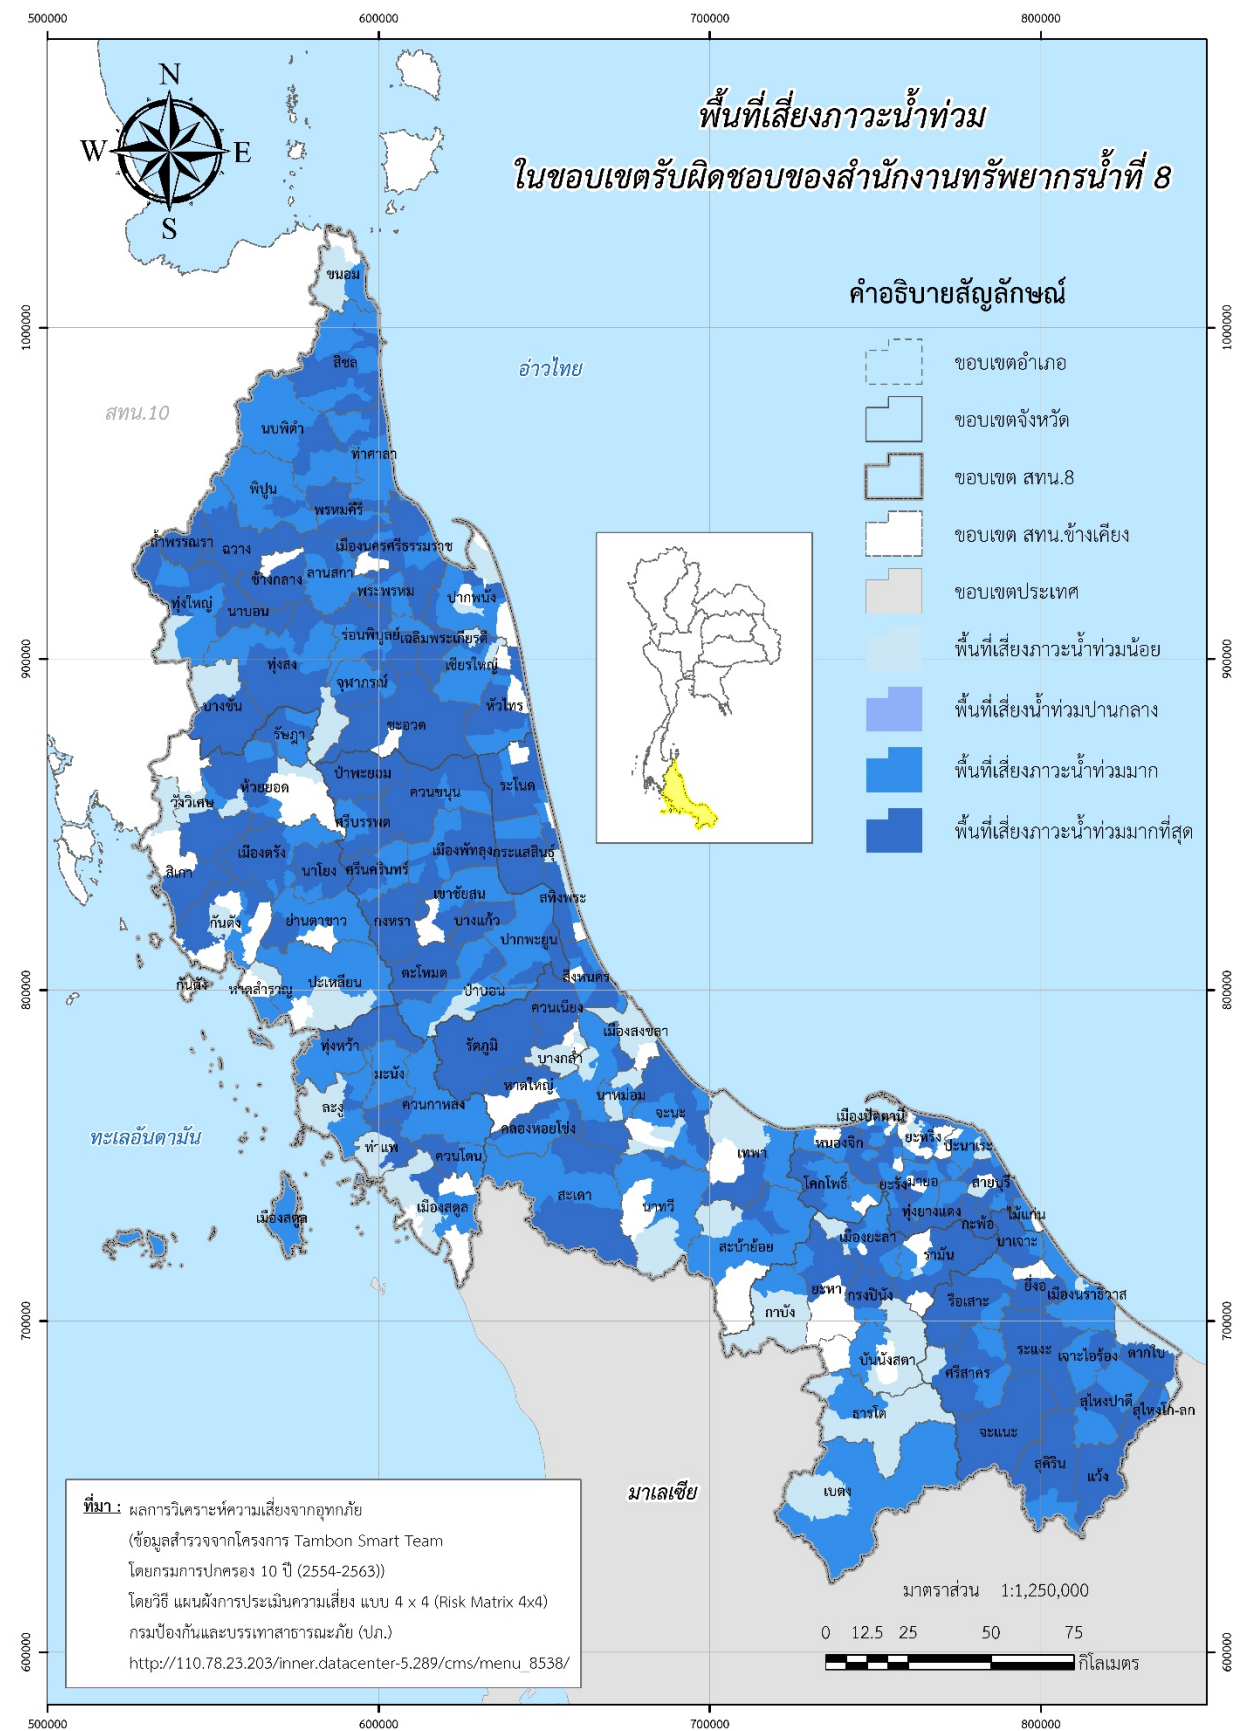 500000
600000
700000
800000
พื้นที่เสี่ยงภาวะน้ำท่วม
ในขอบเขตรับผิดชอบของสำนักงานทรัพยากรน้ำที่ 8
N
W
E
S
คำอธิบายสัญลักษณ์
ขอบเขตอำเภอ
ขอบเขตจังหวัด
ขอบเขต สทน.8
ขอบเขต สทน.ข้างเคียง
ขอบเขตประเทศ
พื้นที่เสี่ยงภาวะน้ำท่วมน้อย
พื้นที่เสี่ยงน้ำท่วมปานกลาง
พื้นที่เสี่ยงภาวะน้ำท่วมมาก
พื้นที่เสี่ยงภาวะน้ำท่วมมากที่สุด
1000000
900000
800000
700000
600000
1000000
900000
800000
700000
600000
อ่าวไทย
สทน.10
ทะเลอันดามัน
มาเลเซีย
ขนอม
สิชล
นบพิตำ
ท่าศาลา
พิปูน
พรหมคีรี
ถ้ำพรรณรา
ฉวาง
เมืองนครศรีธรรมราช
ช้างกลาง
ลานสกา
พระพรหม
ปากพนัง
ทุ่งใหญ่
นาบอน
ร่อนพิบูลย์
เฉลิมพระเกียรติ
ทุ่งสง
เชียรใหญ่
จุฬาภรณ์
บางขัน
หัวไทร
รัษฎา
ชะอวด
ป่าพะยอม
ห้วยยอด
ควนขนุน
ระโนด
วังวิเศษ
ศรีบรรพต
เมืองตรัง
เมืองพัทลุง
กระแสสินธุ์
สิเกา
นาโยง
ศรีนครินทร์
เขาชัยสน
สทิงพระ
กันตัง
ย่านตาขาว
กงหรา
บางแก้ว
ปากพะยูน
ตะโหมด
สิงหนคร
กันตัง
หาดสำราญ
ปะเหลียน
ป่าบอน
ควนเนียง
เมืองสงขลา
ทุ่งหว้า
รัตภูมิ
บางกล่ำ
มะนัง
หาดใหญ่
นาหม่อม
ละงู
ควนกาหลง
จะนะ
คลองหอยโข่ง
ท่าแพ
ควนโดน
เทพา
เมืองสตูล
สะเดา
นาทวี
เมืองสตูล
สะบ้าย้อย
เมืองปัตตานี
หนองจิก
ยะหริ่ง
ปะนาเระ
โคกโพธิ์
ยะรัง
มายอ
สายบุรี
ทุ่งยางแดง
ไม้แก่น
กะพ้อ
เมืองยะลา
บาเจาะ
รามัน
ยะหา
กรงปินัง
ยี่งอ
รือเสาะ
เมืองนราธิวาส
กาบัง
บันนังสตา
ระแงะ
เจาะไอร้อง
ตากใบ
ศรีสาคร
ธารโต
สุไหงปาดี
สุไหงโก-ลก
จะแนะ
สุคิริน
แว้ง
เบตง
ที่มา : ผลการวิเคราะห์ความเสี่ยงจากอุทกภัย
(ข้อมูลสำรวจจากโครงการ Tambon Smart Team
โดยกรมการปกครอง 10 ปี (2554-2563))
โดยวิธี แผนผังการประเมินความเสี่ยง แบบ 4 x 4 (Risk Matrix 4x4)
กรมป้องกันและบรรเทาสาธารณะภัย (ปภ.)
http://110.78.23.203/inner.datacenter-5.289/cms/menu_8538/
มาตราส่วน 1:1,250,000
0 12.5 25 50 75
กิโลเมตร
500000
600000
700000
800000